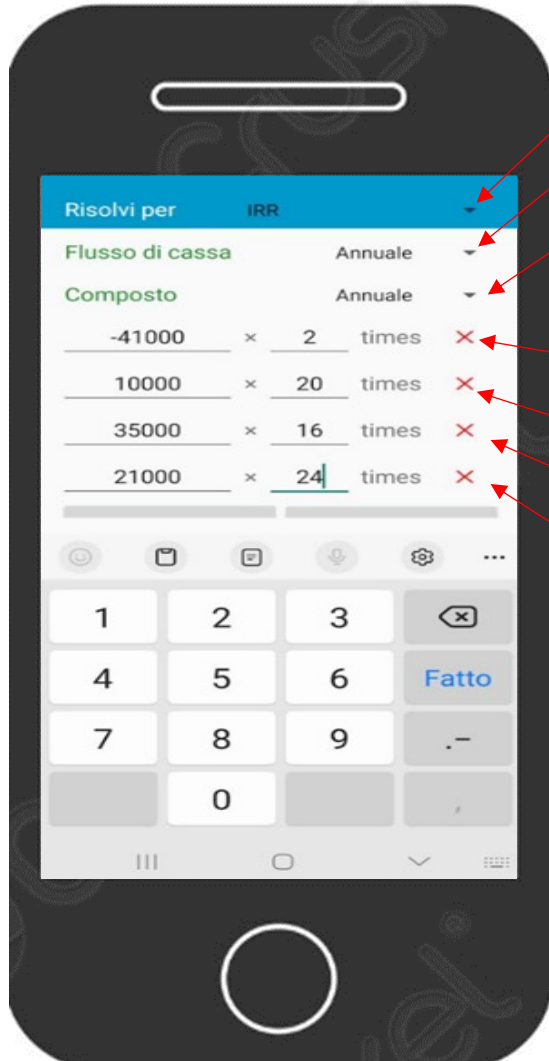 Risolvi per IRR
Flusso di cassa Annuale
Composto Annuale
-41000 × 2 times ×
10000 × 20 times ×
35000 × 16 times ×
21000 × 24 times ×
1 2 3
4 5 6 Fatto
7 8 9 .-
0 ,